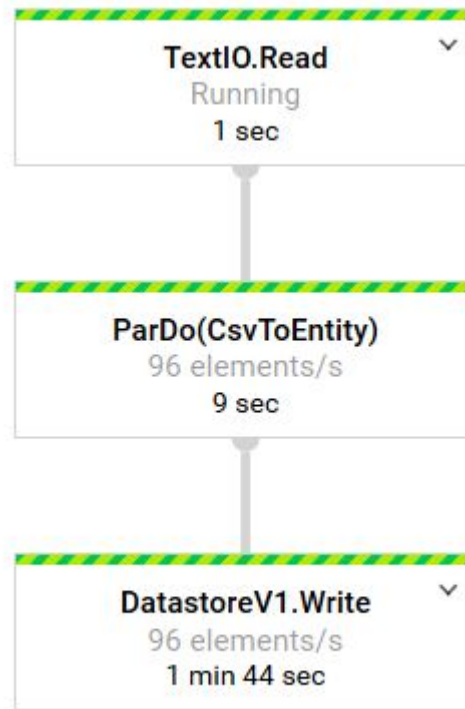 TextIO.Read
Running
1 sec
ParDo(CsvToEntity)
96 elements/s
9 sec
DatastoreV1.Write
96 elements/s
1 min 44 sec